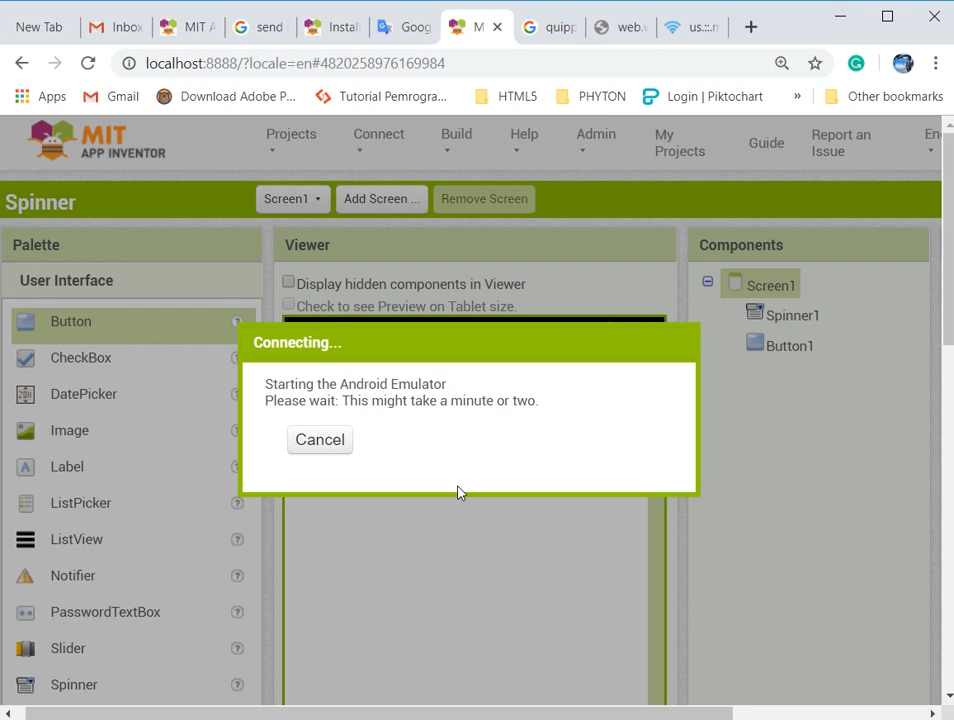 New Tab
Inbox
MIT A
send
Install
Goog
M
quipp
web.v
us.::.m
localhost:8888/?locale=en#4820258976169984
Apps
Gmail
Download Adobe P...
Tutorial Pemrogra...
HTML5
PHYTON
Login | Piktochart
»
Other bookmarks
MIT
APP INVENTOR
Projects
Connect
Build
Help
Admin
My
Projects
Guide
Report an
Issue
En
Spinner
Screen1
Add Screen ...
Remove Screen
Palette
Viewer
Components
User Interface
Display hidden components in Viewer
Check to see Preview on Tablet size.
Screen1
Spinner1
Button1
Button
CheckBox
DatePicker
Image
Label
ListPicker
ListView
Notifier
PasswordTextBox
Slider
Spinner
Connecting...
Starting the Android Emulator
Please wait: This might take a minute or two.
Cancel